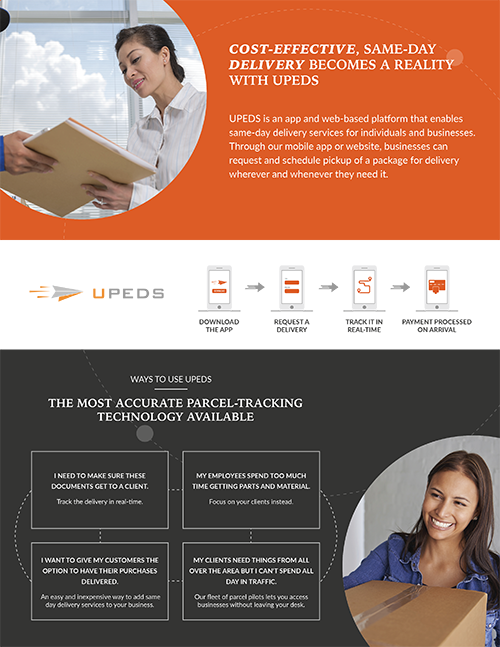 COST-EFFECTIVE, SAME-DAY
DELIVERY BECOMES A REALITY
WITH UPEDS
UPEDS is an app and web-based platform that enables
same-day delivery services for individuals and businesses.
Through our mobile app or website, businesses can
request and schedule pickup of a package for delivery
wherever and whenever they need it.
UPEDS
DOWNLOAD
THE APP
REQUEST A
DELIVERY
TRACK IT IN
REAL-TIME
PAYMENT PROCESSED
ON ARRIVAL
WAYS TO USE UPEDS
THE MOST ACCURATE PARCEL-TRACKING
TECHNOLOGY AVAILABLE
I NEED TO MAKE SURE THESE
DOCUMENTS GET TO A CLIENT.
Track the delivery in real-time.
MY EMPLOYEES SPEND TOO MUCH
TIME GETTING PARTS AND MATERIAL.
Focus on your clients instead.
I WANT TO GIVE MY CUSTOMERS THE
OPTION TO HAVE THEIR PURCHASES
DELIVERED.
An easy and inexpensive way to add same
day delivery services to your business.
MY CLIENTS NEED THINGS FROM ALL
OVER THE AREA BUT I CAN'T SPEND ALL
DAY IN TRAFFIC.
Our fleet of parcel pilots lets you access
businesses without leaving your desk.